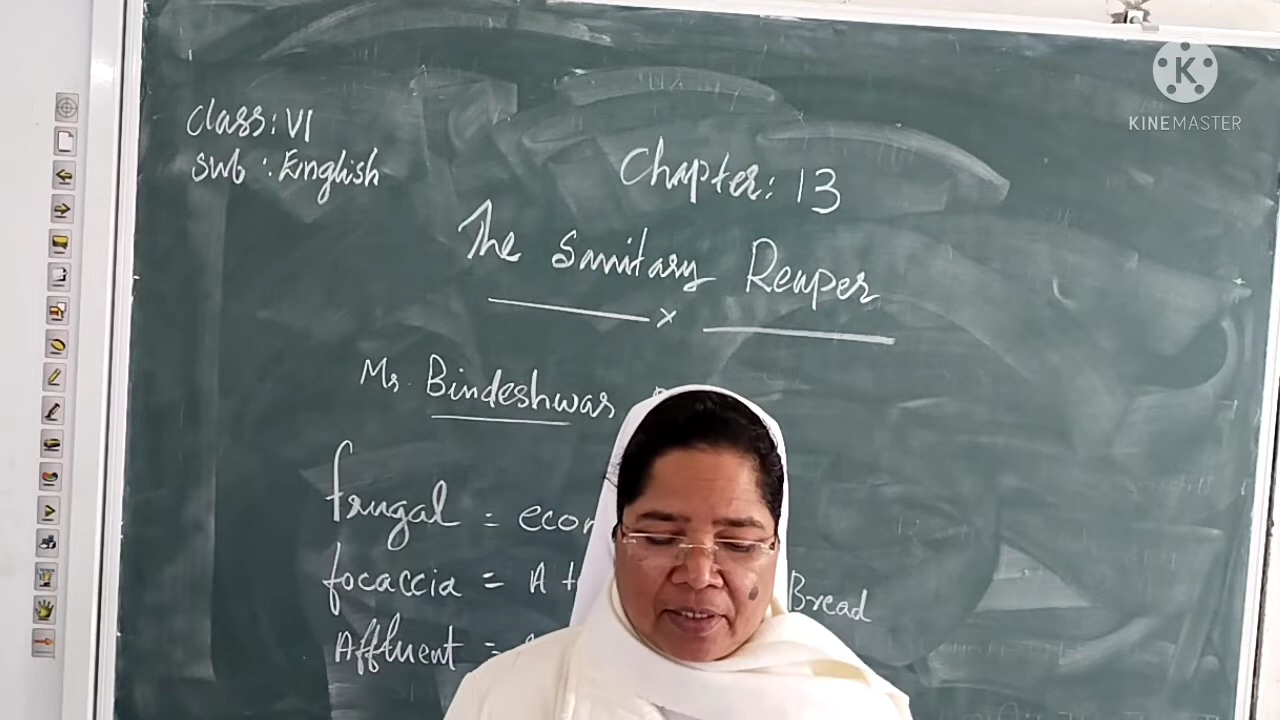 class: VI
sub : English
Chapter: 13
The Sanitary Reaper
x
Mr. Bindeshwar
frugal = econ
focaccia = A Bread
Affluent =
K
KINEMASTER